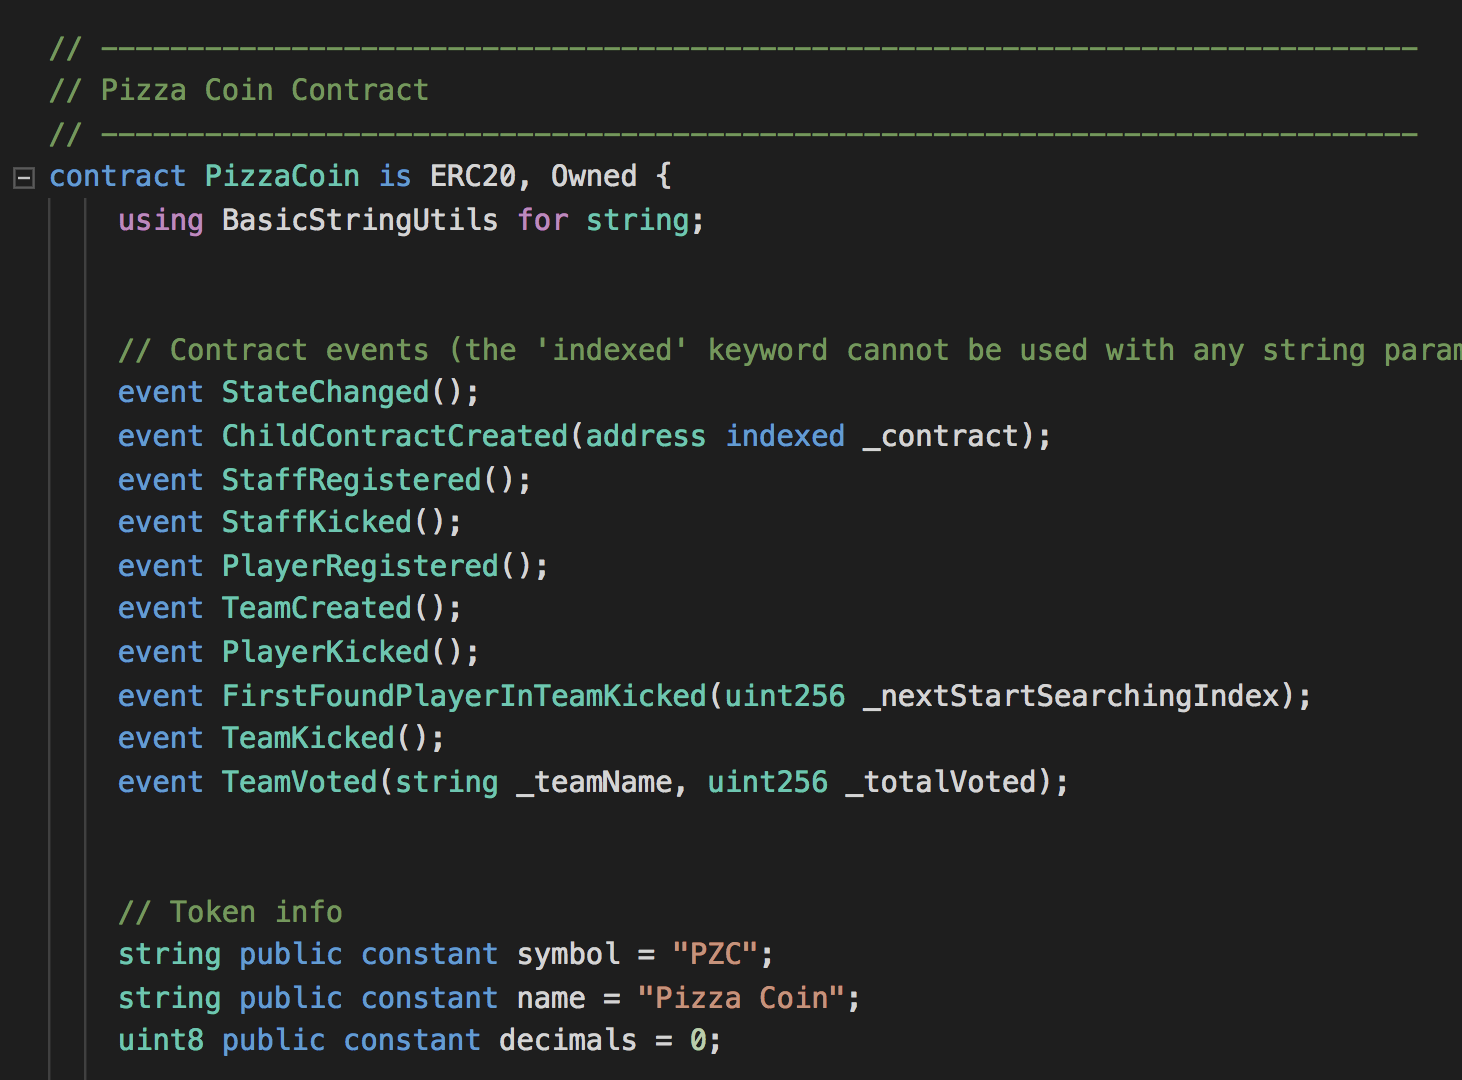 // ----------------------------------------------------------------------------
// Pizza Coin Contract
// ----------------------------------------------------------------------------
contract PizzaCoin is ERC20, Owned {
using BasicStringUtils for string;
// Contract events (the 'indexed' keyword cannot be used with any string param
event StateChanged();
event ChildContractCreated(address indexed _contract);
event StaffRegistered();
event StaffKicked();
event PlayerRegistered();
event TeamCreated();
event PlayerKicked();
event FirstFoundPlayerInTeamKicked(uint256 _nextStartSearchingIndex);
event TeamKicked();
event TeamVoted(string _teamName, uint256 _totalVoted);
// Token info
string public constant symbol = "PZC";
string public constant name = "Pizza Coin";
uint8 public constant decimals = 0;